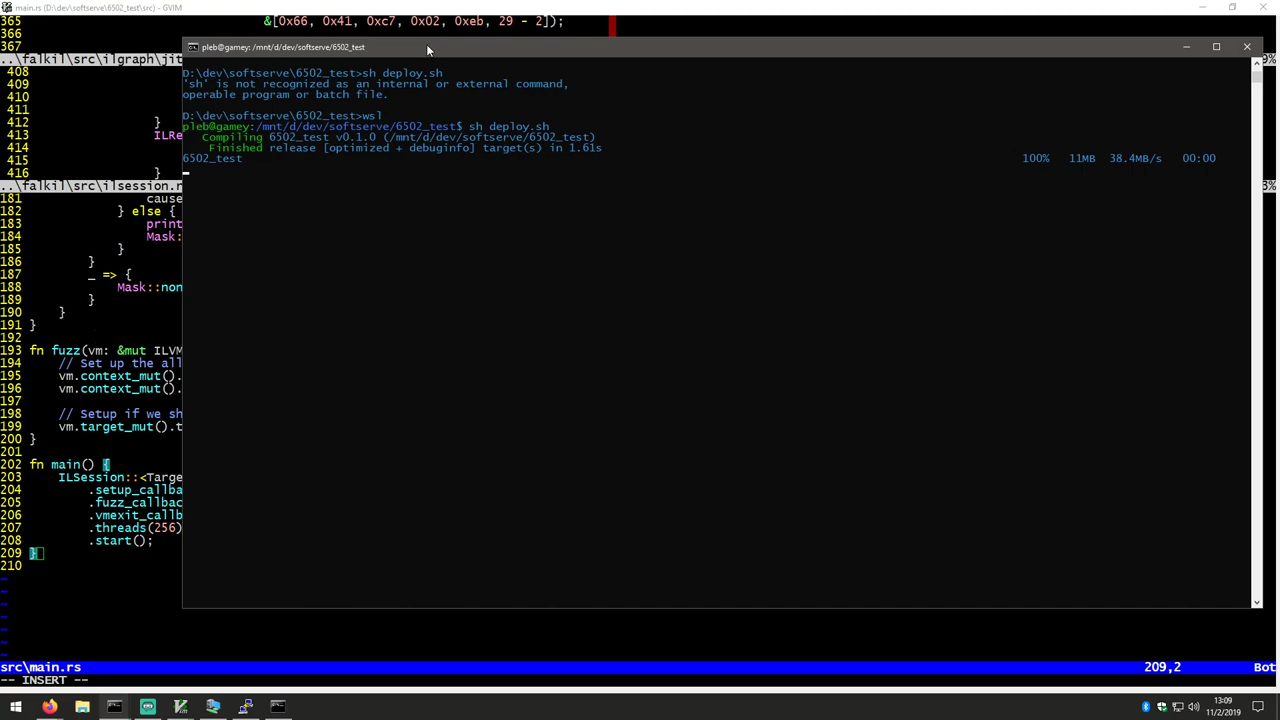 main.rs (D:\dev\softserve\6502_test\src) - GVIM
365 &[0x66, 0x41, 0xc7, 0x02, 0xeb, 29 - 2]);
366
367
..\falkil\src\ilgraph\jit
408
409
410
411
412 }
413 ILRe
414
415
416 }
..\falkil\src\ilsession.r
181 cause
182 } else {
183 print
184 Mask:
185 }
186 }
187 _ => {
188 Mask::non
189 }
190 }
191 }
192
193 fn fuzz(vm: &mut ILVM
194 // Set up the all
195 vm.context_mut().
196 vm.context_mut().
197
198 // Setup if we sh
199 vm.target_mut().t
200 }
201
202 fn main() {
203 ILSession::<Targe
204 .setup_callba
205 .fuzz_callbac
206 .vmexit_callb
207 .threads(256)
208 .start();
209 }
210
~
~
~
~
~
~
~
src\main.rs 209,2 Bot
-- INSERT --
pleb@gamey: /mnt/d/dev/softserve/6502_test
D:\dev\softserve\6502_test>sh deploy.sh
'sh' is not recognized as an internal or external command,
operable program or batch file.
D:\dev\softserve\6502_test>wsl
pleb@gamey:/mnt/d/dev/softserve/6502_test$ sh deploy.sh
Compiling 6502_test v0.1.0 (/mnt/d/dev/softserve/6502_test)
Finished release [optimized + debuginfo] target(s) in 1.61s
6502_test 100% 11MB 38.4MB/s 00:00
13:09
11/2/2019